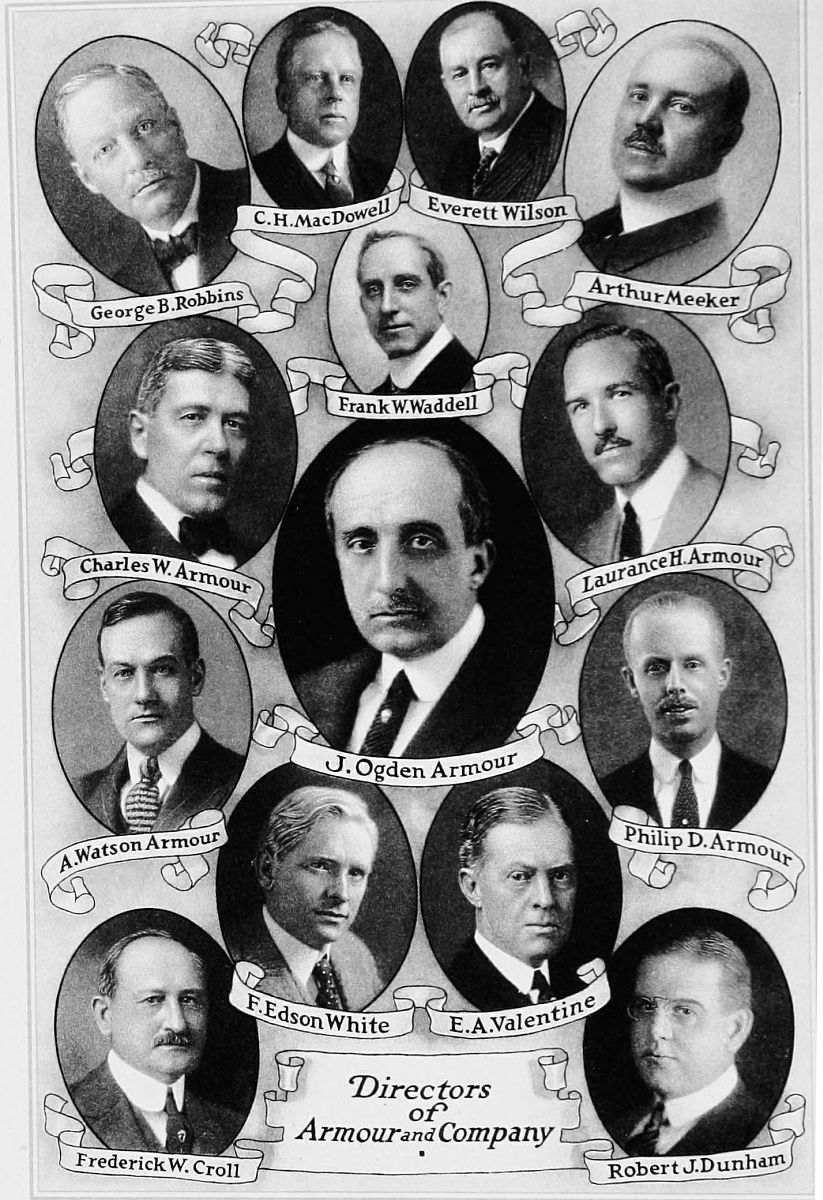 C.H.MacDowell
Everett Wilson
George B.Robbins
Arthur Meeker
Frank W.Waddell
Charles W. Armour
Laurance H. Armour
J. Ogden Armour
A.Watson Armour
Philip D. Armour
F. Edson White
E.A.Valentine
Frederick W. Croll
Robert J. Dunham
Directors
of
Armour and Company